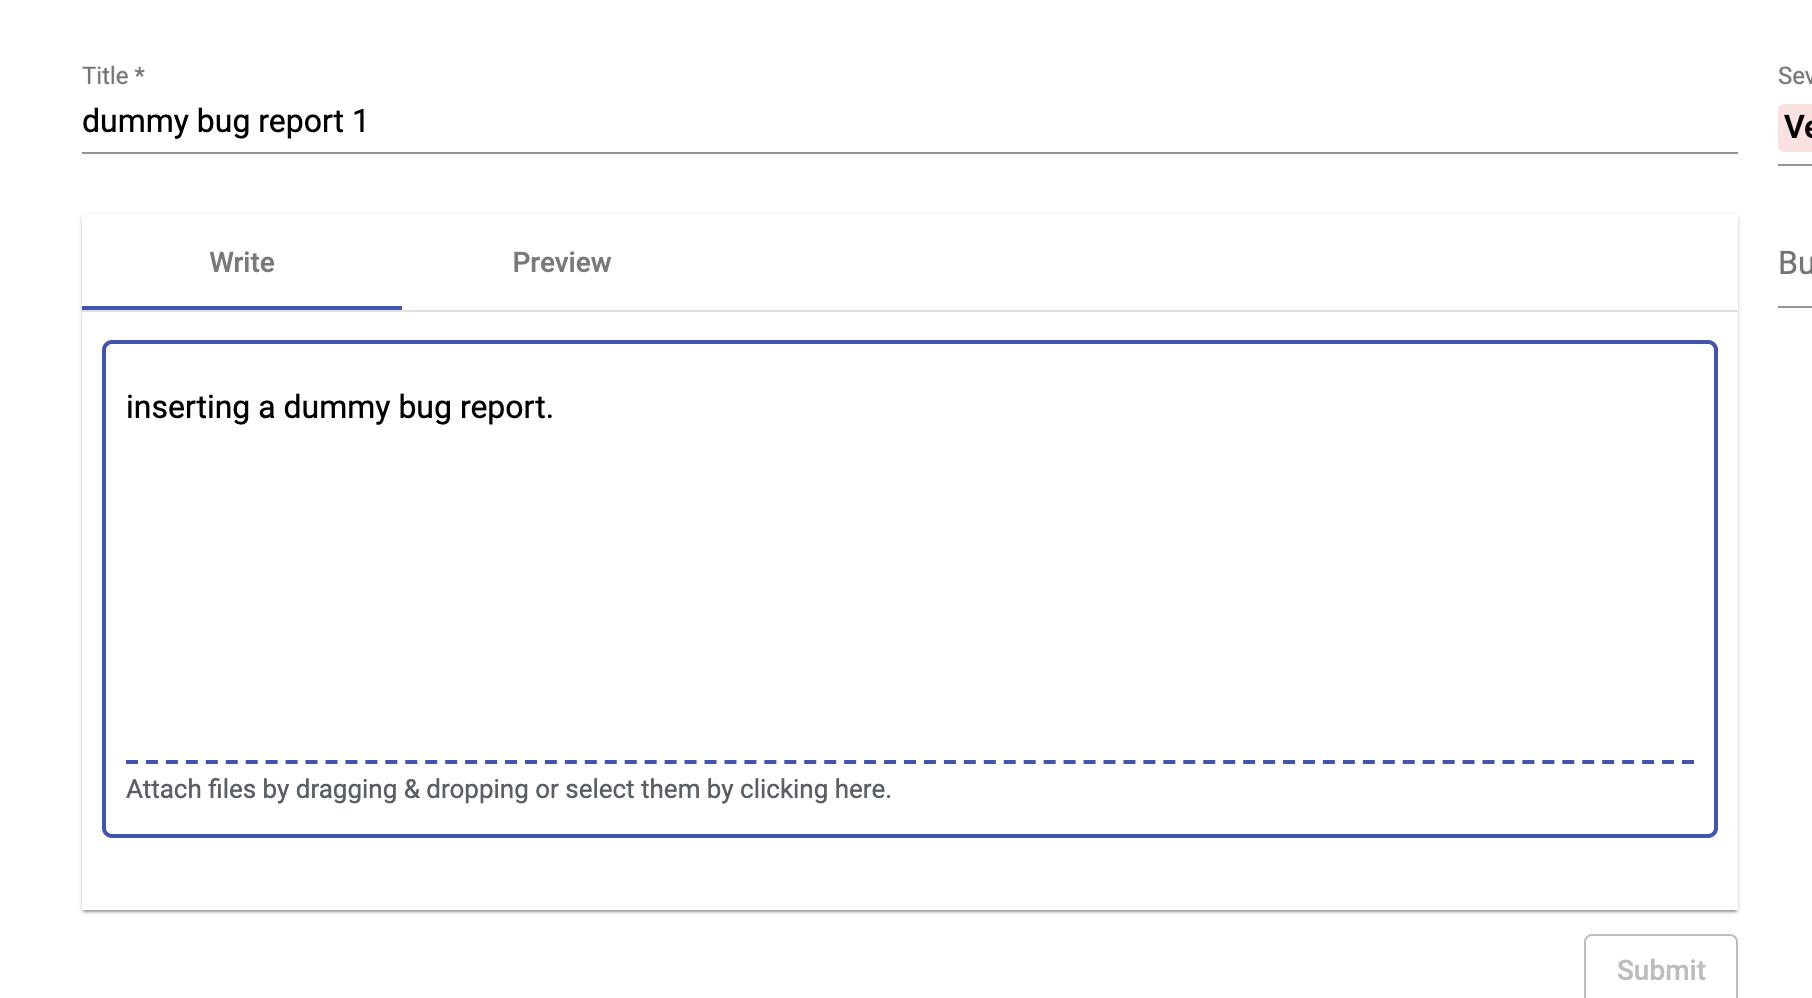 Title *
dummy bug report 1
Sev
Ve
Write
Preview
Bu
inserting a dummy bug report.
Attach files by dragging & dropping or select them by clicking here.
Submit